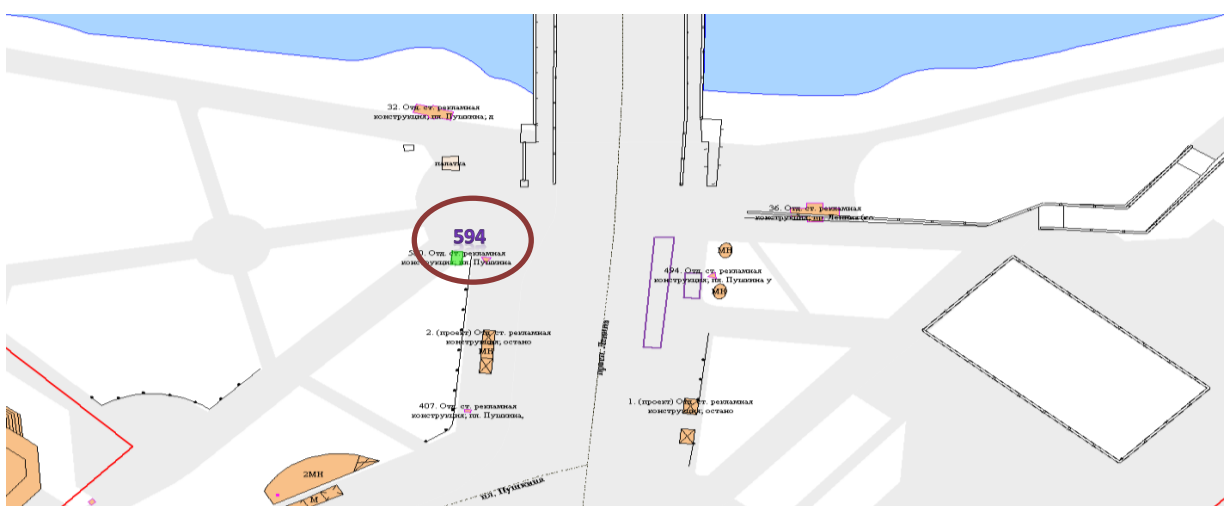 32. Отд. ст. рекламная
конструкция; пл. Пушкина; д
палатка
36. Отд. ст. рекламная
конструкция, пл. Ленина
594
Отд. ст. рекламная
конструкция, пл. Пушкина
МН
494. Отд. ст. рекламная
конструкция, пл. Пушкина у
МН
2. (проект) Отд. ст. рекламная
конструкция; остано
МН
просп. Ленина
407. Отд. ст. рекламная
конструкция, пл. Пушкина,
1. (проект) Отд. ст. рекламная
конструкция, остано
2МН
М
пл. Пушкина